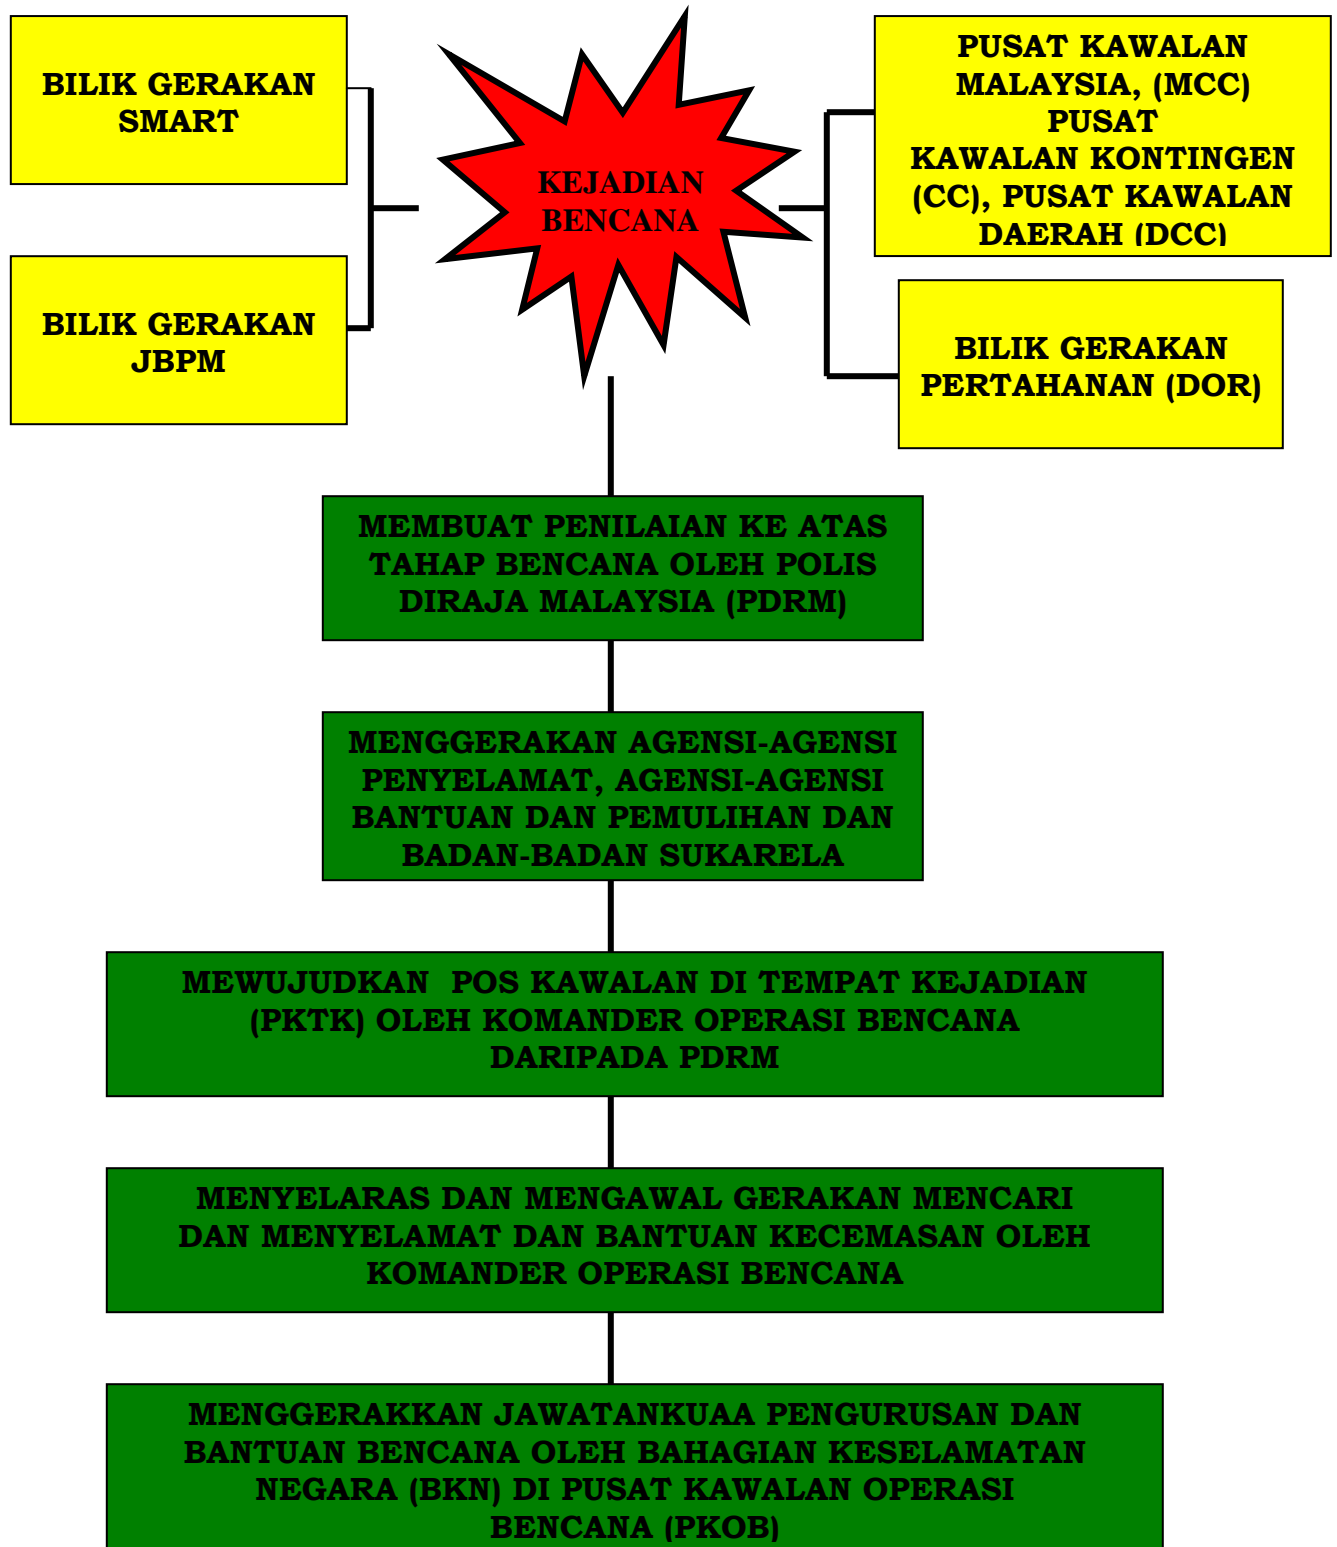 BILIK GERAKAN
SMART
BILIK GERAKAN
JBPM
KEJADIAN
BENCANA
PUSAT KAWALAN
MALAYSIA, (MCC)
PUSAT
KAWALAN KONTINGEN
(CC), PUSAT KAWALAN
DAERAH (DCC)
BILIK GERAKAN
PERTAHANAN (DOR)
MEMBUAT PENILAIAN KE ATAS
TAHAP BENCANA OLEH POLIS
DIRAJA MALAYSIA (PDRM)
MENGGERAKAN AGENSI-AGENSI
PENYELAMAT, AGENSI-AGENSI
BANTUAN DAN PEMULIHAN DAN
BADAN-BADAN SUKARELA
MEWUJUDKAN  POS KAWALAN DI TEMPAT KEJADIAN
(PKTK) OLEH KOMANDER OPERASI BENCANA
DARIPADA PDRM
MENYELARAS DAN MENGAWAL GERAKAN MENCARI
DAN MENYELAMAT DAN BANTUAN KECEMASAN OLEH
KOMANDER OPERASI BENCANA
MENGGERAKKAN JAWATANKUAA PENGURUSAN DAN
BANTUAN BENCANA OLEH BAHAGIAN KESELAMATAN
NEGARA (BKN) DI PUSAT KAWALAN OPERASI
BENCANA (PKOB)